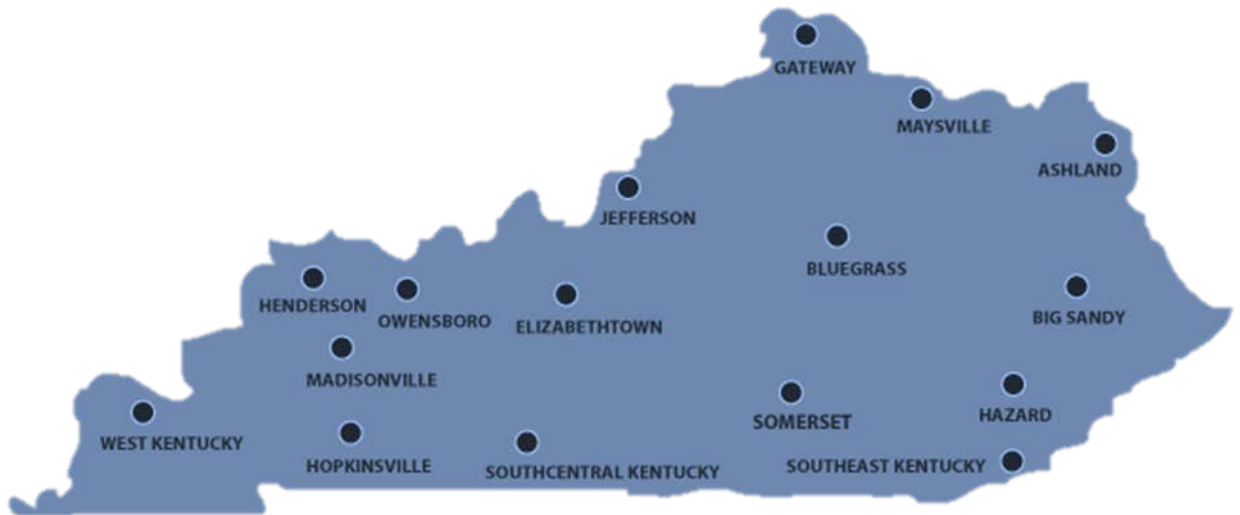 GATEWAY
MAYSVILLE
ASHLAND
JEFFERSON
BLUEGRASS
HENDERSON
OWENSBORO
ELIZABETHTOWN
BIG SANDY
MADISONVILLE
HAZARD
SOMERSET
WEST KENTUCKY
HOPKINSVILLE
SOUTHCENTRAL KENTUCKY
SOUTHEAST KENTUCKY